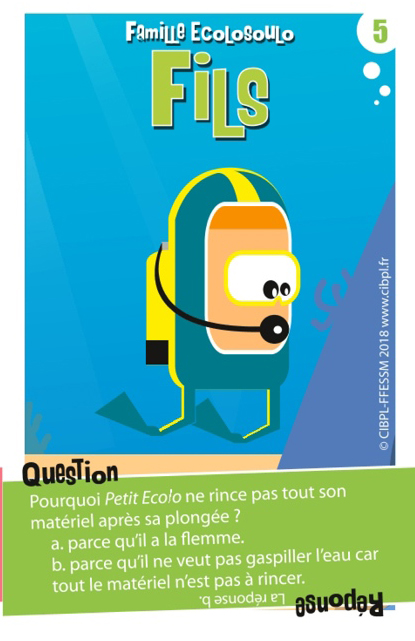 Famille Ecolosoulo
5
Fils
© CIBPL-FFESSM 2018 www.cibpl.fr
Question
Pourquoi Petit Ecolo ne rince pas tout son
matériel après sa plongée ?
a. parce qu'il a la flemme.
b. parce qu'il ne veut pas gaspiller l'eau car
tout le matériel n'est pas à rincer.
La réponse b.
Réponse